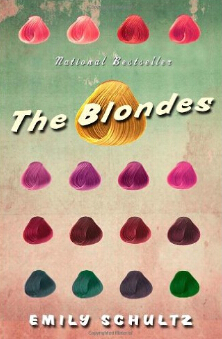 National Bestseller
The Blondes
EMILY SCHULTZ